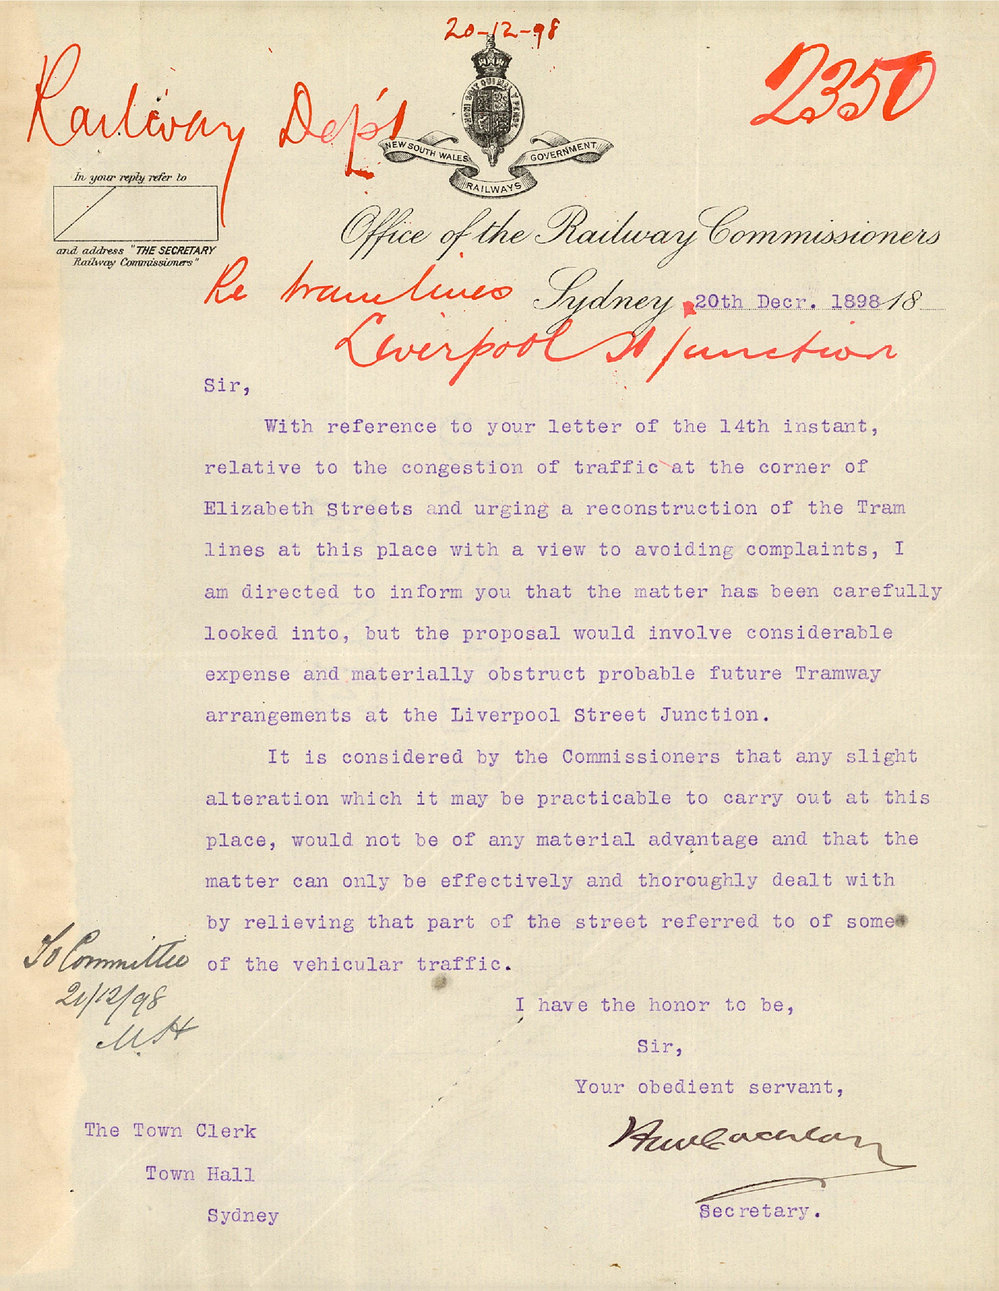 20-12-98
Railway Dep't
2350
HONI SOIT QUI MAL Y PENSE
NEW SOUTH WALES GOVERNMENT
RAILWAYS
In your reply refer to
and address "THE SECRETARY
Railway Commissioners"
Office of the Railway Commissioners
Re tram lines
Sydney, 20th Decr. 1898 18
Liverpool St junction
Sir,
With reference to your letter of the 14th instant,
relative to the congestion of traffic at the corner of
Elizabeth Streets and urging a reconstruction of the Tram
lines at this place with a view to avoiding complaints, I
am directed to inform you that the matter has been carefully
looked into, but the proposal would involve considerable
expense and materially obstruct probable future Tramway
arrangements at the Liverpool Street Junction.
It is considered by the Commissioners that any slight
alteration which it may be practicable to carry out at this
place, would not be of any material advantage and that the
matter can only be effectively and thoroughly dealt with
by relieving that part of the street referred to of some
of the vehicular traffic.
To Committee
21/12/98
I have the honor to be,
Sir,
Your obedient servant,
The Town Clerk
Town Hall
Sydney
Secretary.